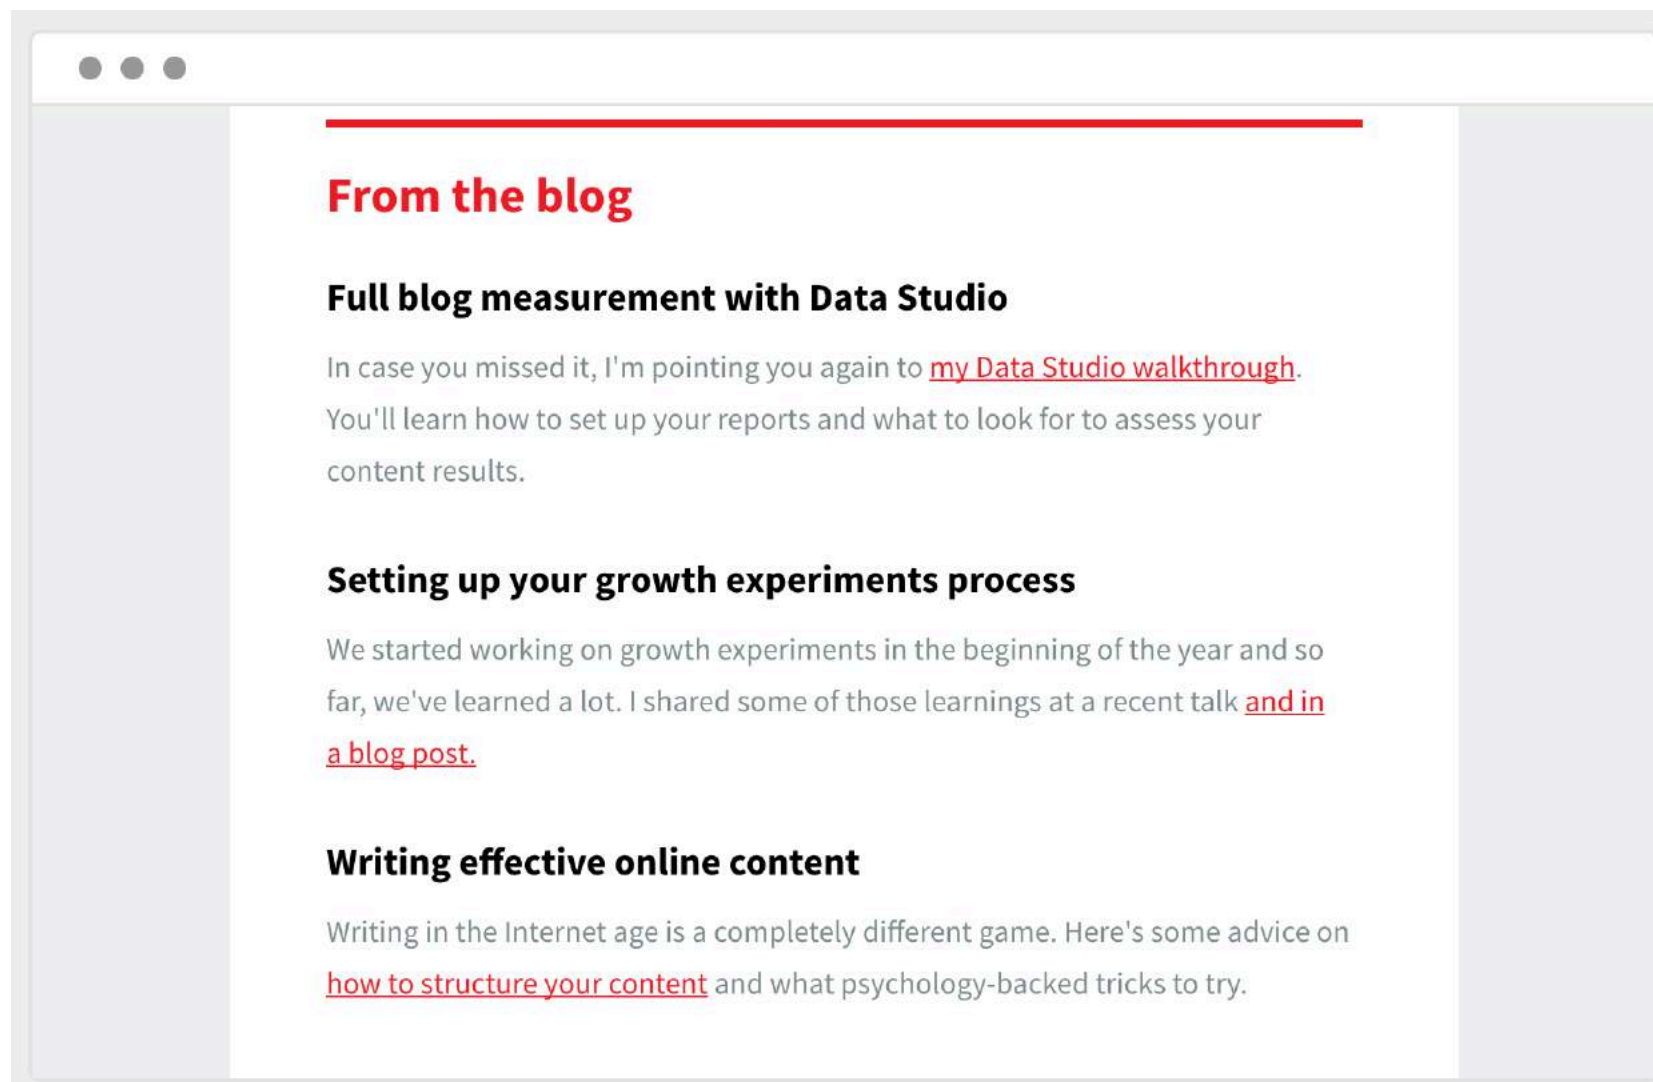 From the blog
Full blog measurement with Data Studio
In case you missed it, I'm pointing you again to my Data Studio walkthrough.
You'll learn how to set up your reports and what to look for to assess your
content results.
Setting up your growth experiments process
We started working on growth experiments in the beginning of the year and so
far, we've learned a lot. I shared some of those learnings at a recent talk and in
a blog post.
Writing effective online content
Writing in the Internet age is a completely different game. Here's some advice on
how to structure your content and what psychology-backed tricks to try.